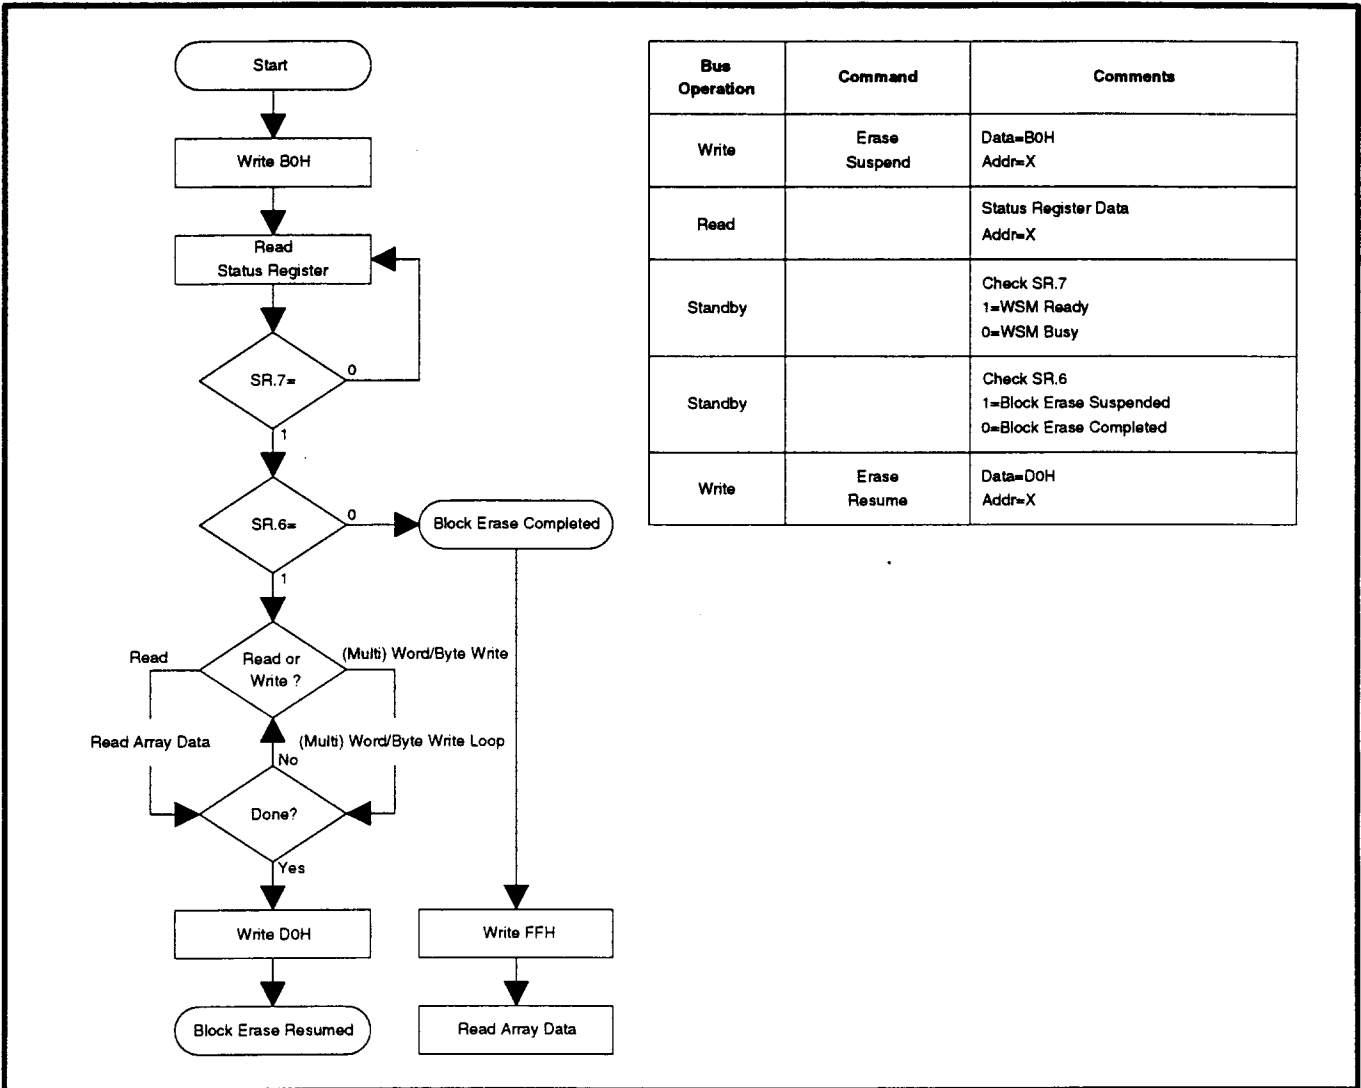 Start
Write B0H
Read
Status Register
SR.7=
0
1
SR.6=
0
Block Erase Completed
1
Read
Read or
Write ?
(Multi) Word/Byte Write
Read Array Data
(Multi) Word/Byte Write Loop
No
Done?
Yes
Write D0H
Write FFH
Block Erase Resumed
Read Array Data
Bus
Operation
Command
Comments
Write
Erase
Suspend
Data=B0H
Addr=X
Read
Status Register Data
Addr=X
Standby
Check SR.7
1=WSM Ready
0=WSM Busy
Standby
Check SR.6
1=Block Erase Suspended
0=Block Erase Completed
Write
Erase
Resume
Data=D0H
Addr=X